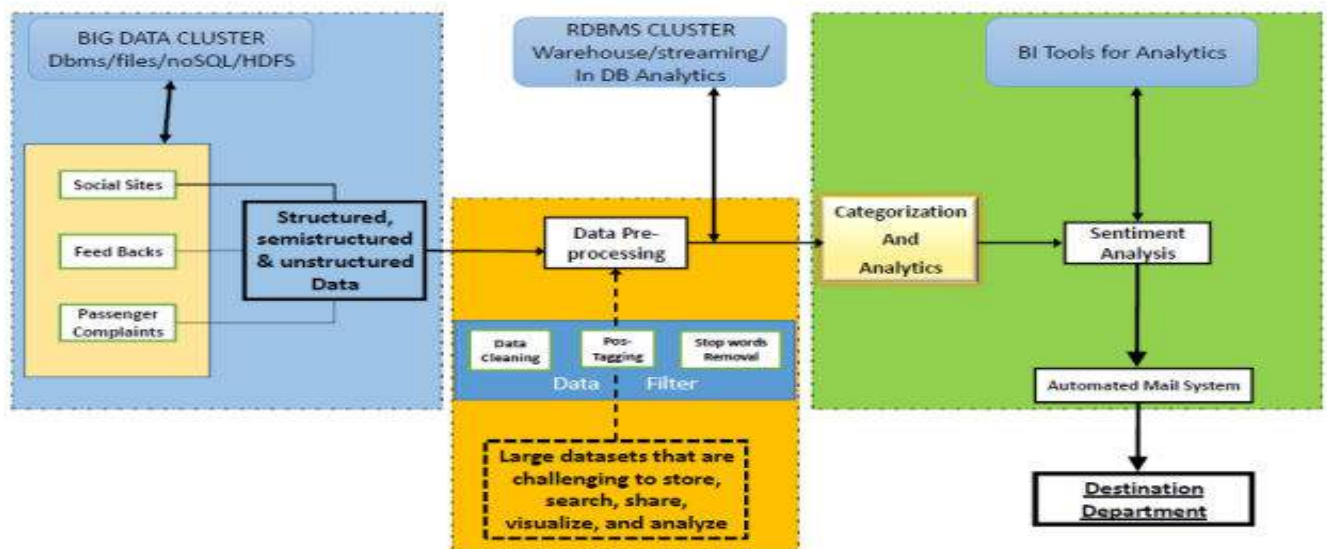 BIG DATA CLUSTER
Dbms/files/noSQL/HDFS
RDBMS CLUSTER
Warehouse/streaming/
In DB Analytics
BI Tools for Analytics
Social Sites
Feed Backs
Passenger
Complaints
Structured,
semistructured
& unstructured
Data
Data Pre-
processing
Categorization
And
Analytics
Sentiment
Analysis
Data
Cleaning
Pos-
Tagging
Stop words
Removal
Data Filter
Automated Mail System
Large datasets that are
challenging to store,
search, share,
visualize, and analyze
Destination
Department